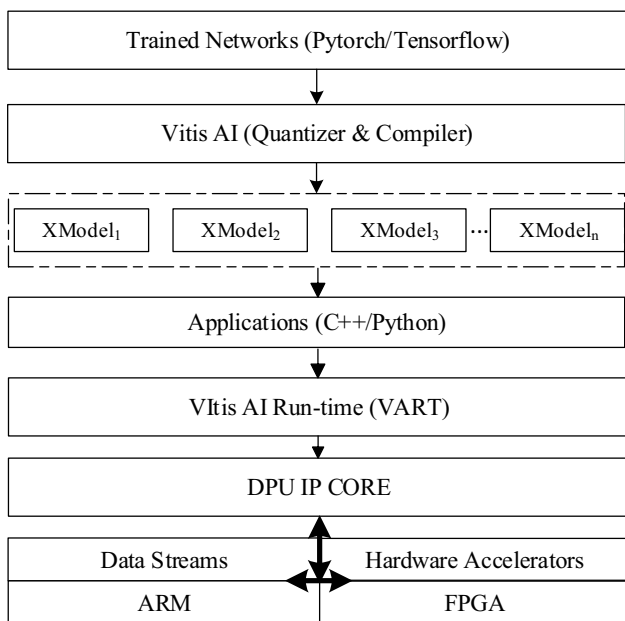 Trained Networks (Pytorch/Tensorflow)
Vitis AI (Quantizer & Compiler)
XModel₁ XModel₂ XModel₃ ... XModelₙ
Applications (C++/Python)
VItis AI Run-time (VART)
DPU IP CORE
Data Streams Hardware Accelerators
ARM FPGA